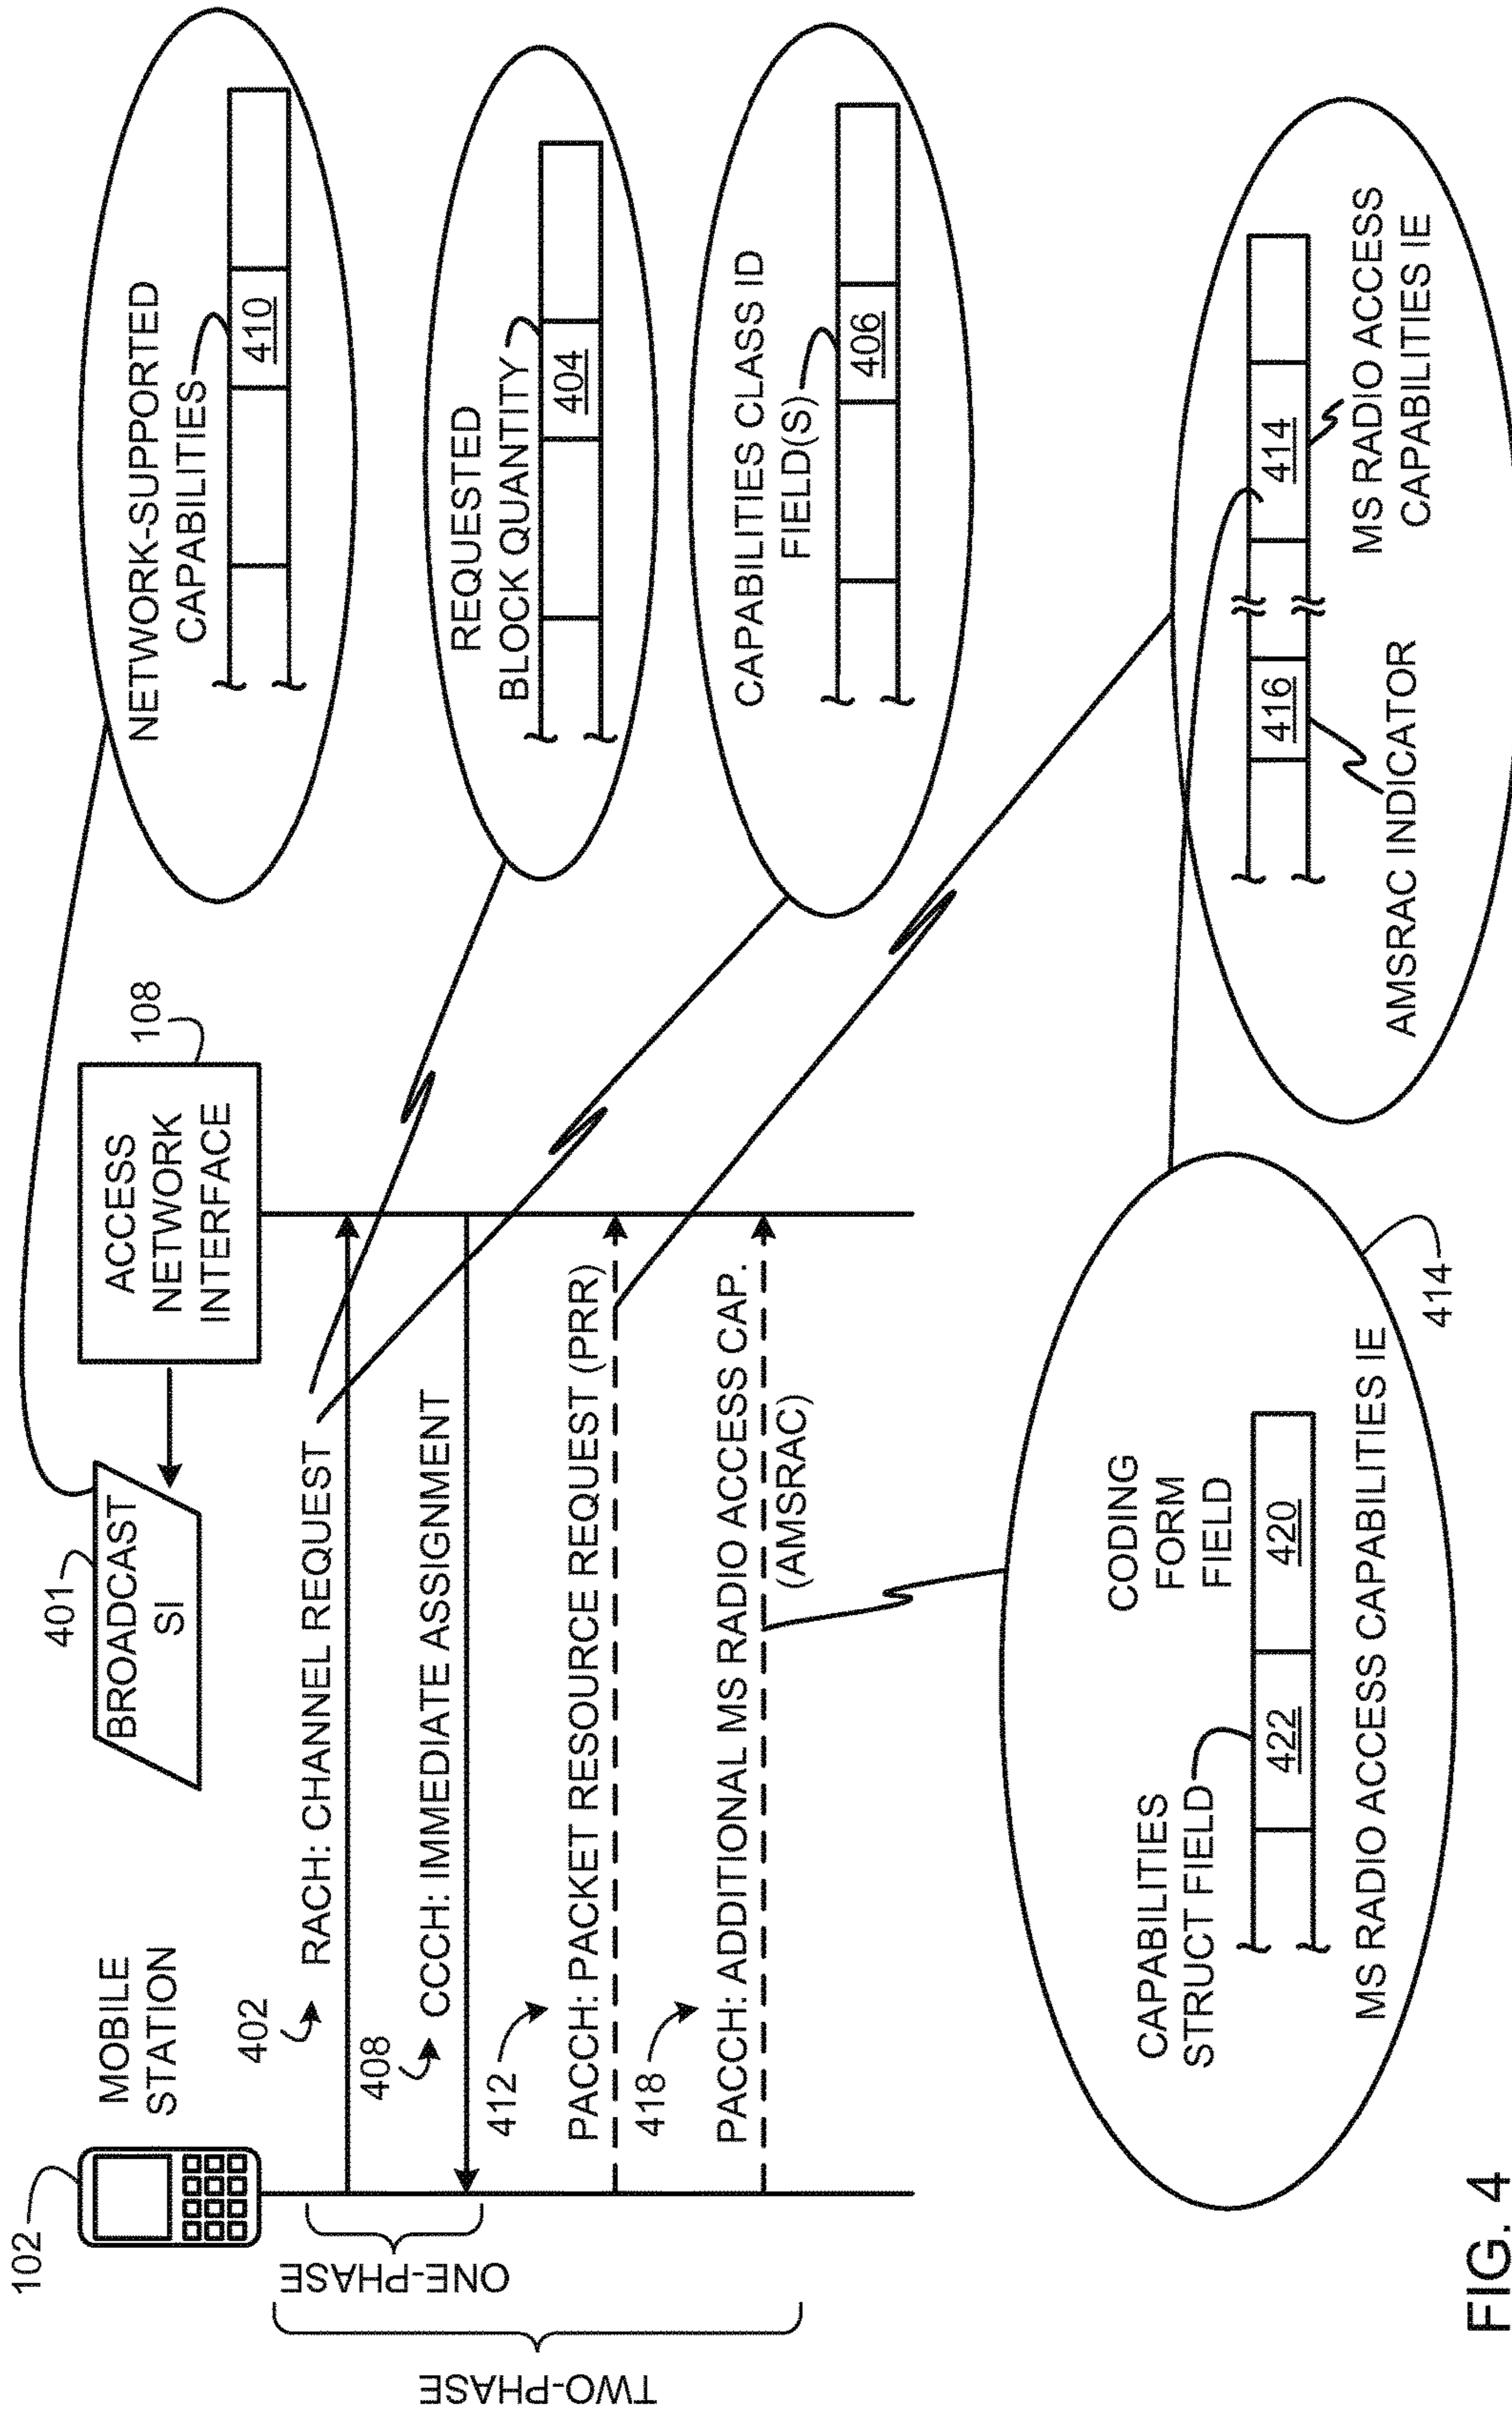 102
MOBILE
STATION
401
BROADCAST
SI
ACCESS
NETWORK
INTERFACE
108
402
RACH: CHANNEL REQUEST
408
CCCH: IMMEDIATE ASSIGNMENT
412
PACCH: PACKET RESOURCE REQUEST (PRR)
418
PACCH: ADDITIONAL MS RADIO ACCESS CAP.
(AMSRAC)
ONE-PHASE
TWO-PHASE
NETWORK-SUPPORTED
CAPABILITIES
410
REQUESTED
BLOCK QUANTITY
404
CAPABILITIES CLASS ID
FIELD(S)
406
416
414
AMSRAC INDICATOR
MS RADIO ACCESS
CAPABILITIES IE
CAPABILITIES
STRUCT FIELD
CODING
FORM
FIELD
422
420
MS RADIO ACCESS CAPABILITIES IE
414
FIG. 4